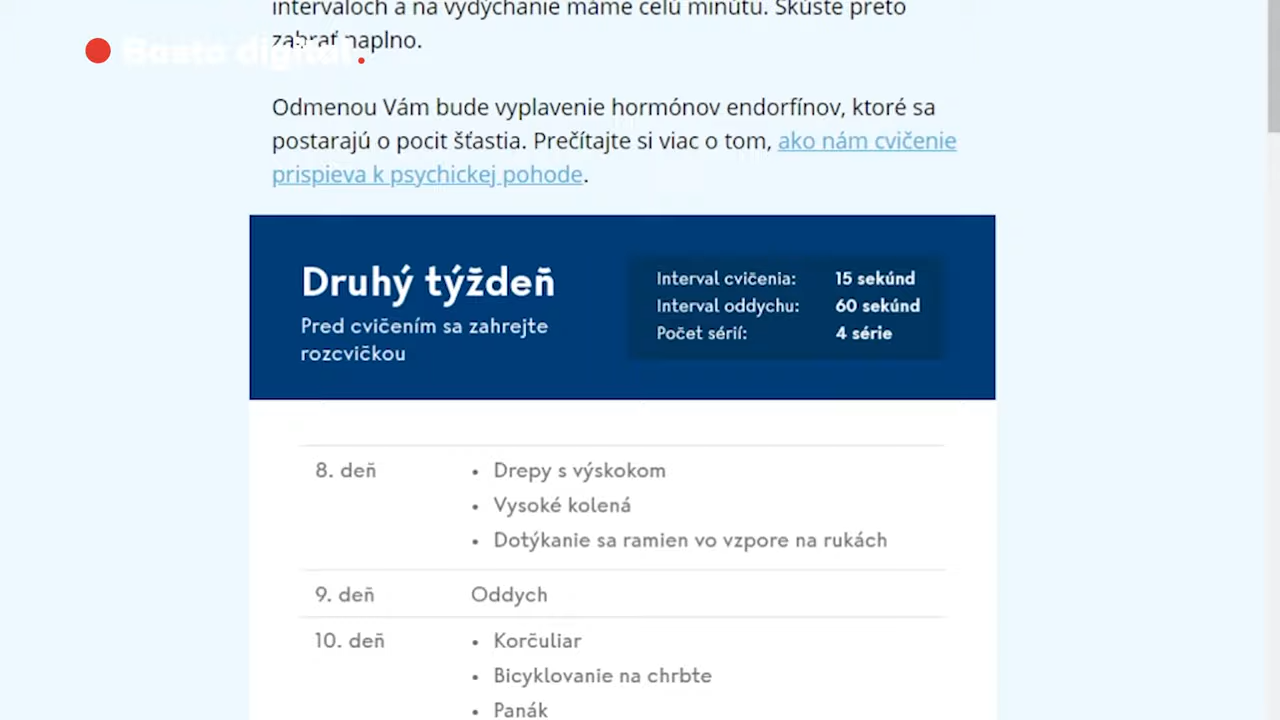 intervaloch a na vydýchanie máme celú minútu. Skúste preto
zabrať naplno.
Basta digital.
Odmenou Vám bude vyplavenie hormónov endorfínov, ktoré sa
postarajú o pocit šťastia. Prečítajte si viac o tom, ako nám cvičenie
prispieva k psychickej pohode.
Druhý týždeň
Pred cvičením sa zahrejte
rozcvičkou
Interval cvičenia: 15 sekúnd
Interval oddychu: 60 sekúnd
Počet sérií: 4 série
8. deň
• Drepy s výskokom
• Vysoké kolená
• Dotýkanie sa ramien vo vzpore na rukách
9. deň Oddych
10. deň
• Korčuliar
• Bicyklovanie na chrbte
• Panák